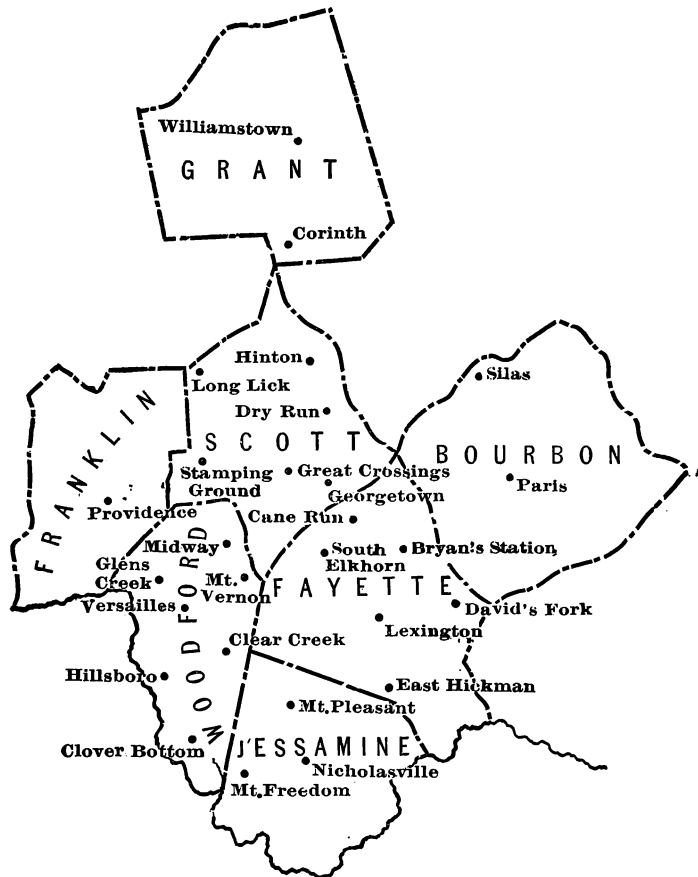 Williamstown
GRANT
Corinth
Hinton
Long Lick
Silas
Dry Run
FRANKLIN
SCOTT
BOURBON
Stamping
Ground
Great Crossings
Georgetown
Paris
Providence
Cane Run
Midway
South
Elkhorn
Bryan's Station
Glens
Creek
Mt.
Vernon
FAYETTE
Versailles
David's Fork
Lexington
WOODFORD
Clear Creek
Hillsboro
East Hickman
Mt. Pleasant
Clover Bottom
JESSAMINE
Nicholasville
Mt. Freedom